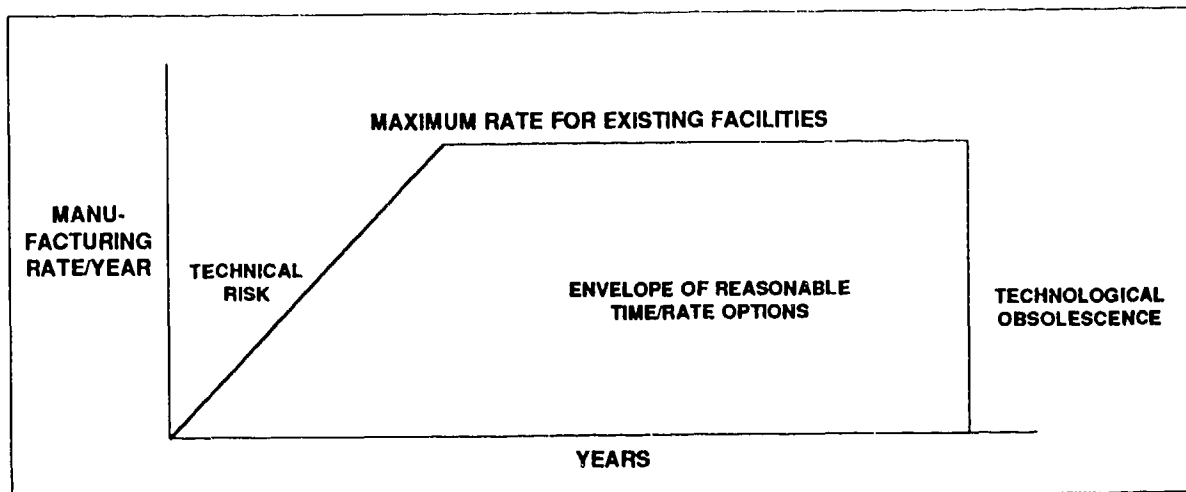 MAXIMUM RATE FOR EXISTING FACILITIES
MANU-
FACTURING
RATE/YEAR
TECHNICAL
RISK
ENVELOPE OF REASONABLE
TIME/RATE OPTIONS
TECHNOLOGICAL
OBSOLESCENCE
YEARS